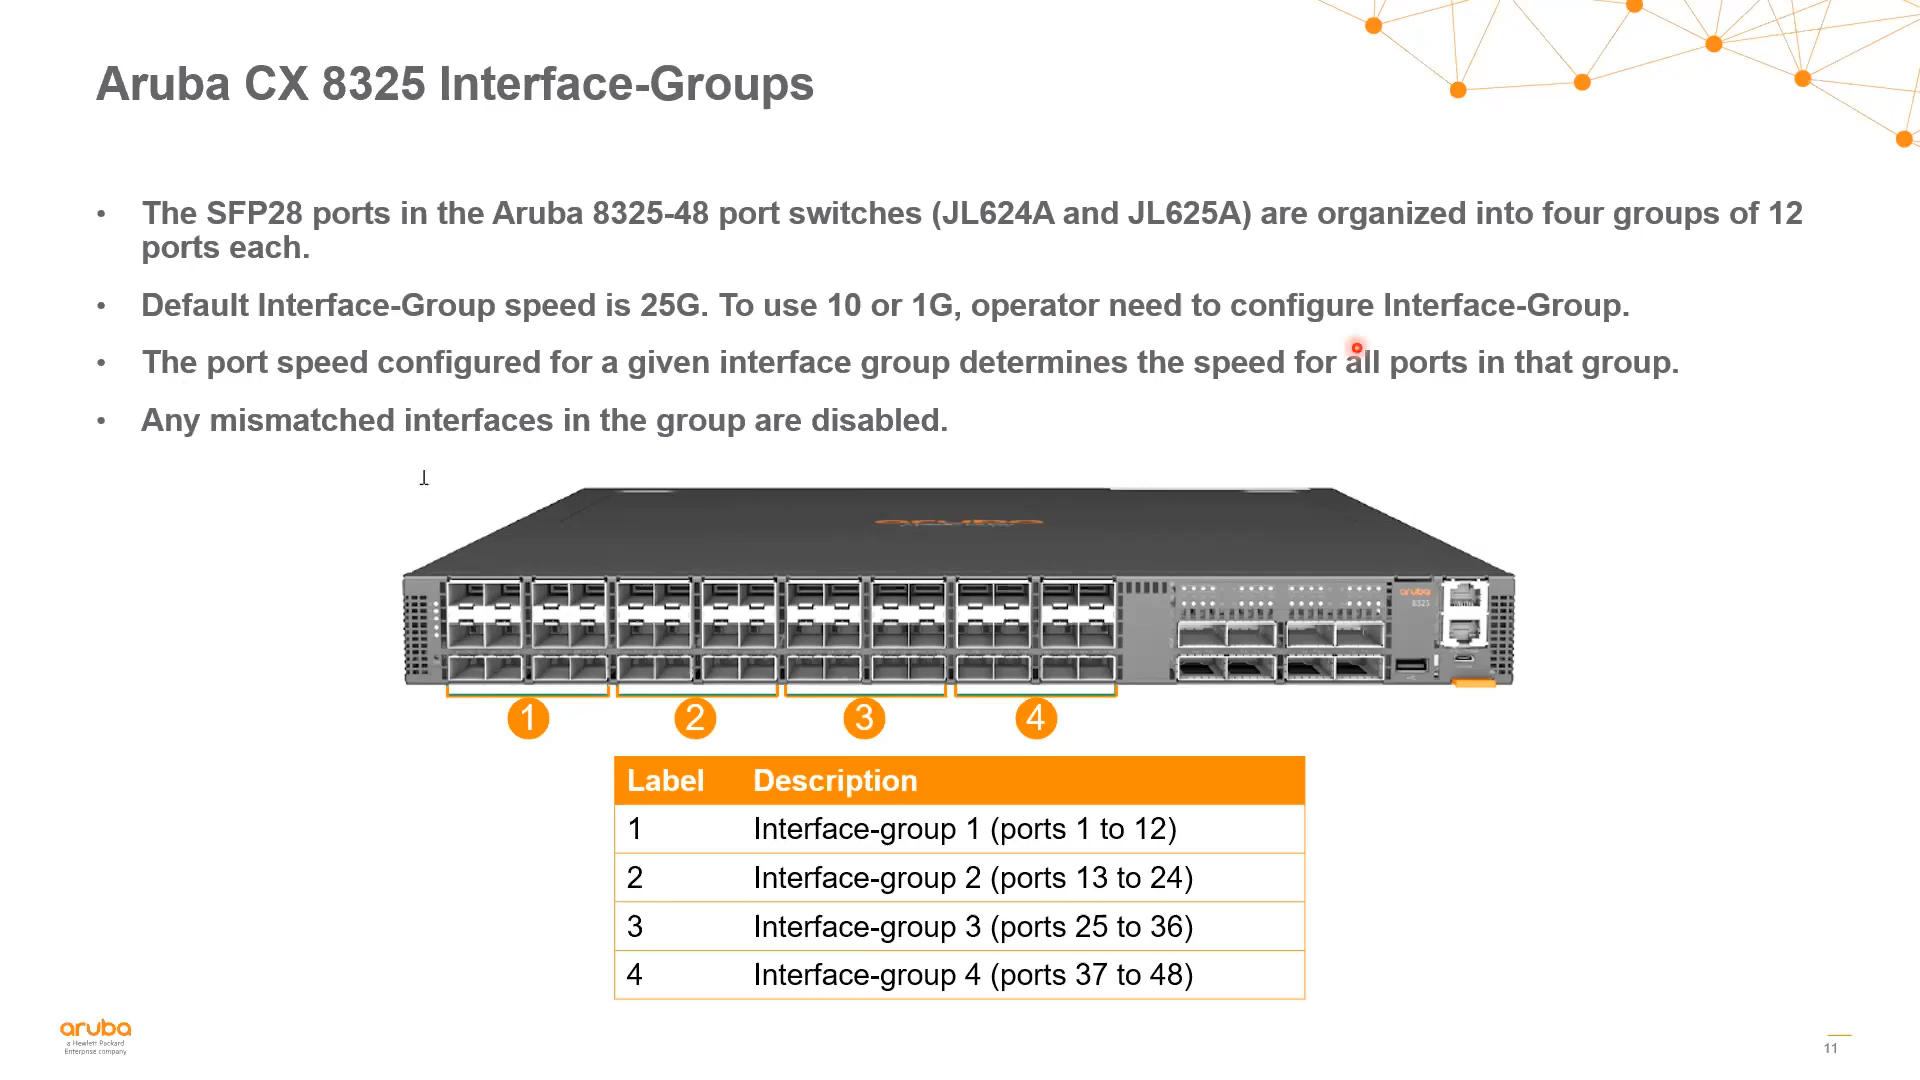 Aruba CX 8325 Interface-Groups
• The SFP28 ports in the Aruba 8325-48 port switches (JL624A and JL625A) are organized into four groups of 12
ports each.
• Default Interface-Group speed is 25G. To use 10 or 1G, operator need to configure Interface-Group.
• The port speed configured for a given interface group determines the speed for all ports in that group.
• Any mismatched interfaces in the group are disabled.
aruba
aruba
8325
1 2 3 4
Label Description
1 Interface-group 1 (ports 1 to 12)
2 Interface-group 2 (ports 13 to 24)
3 Interface-group 3 (ports 25 to 36)
4 Interface-group 4 (ports 37 to 48)
aruba
a Hewlett Packard
Enterprise company
11